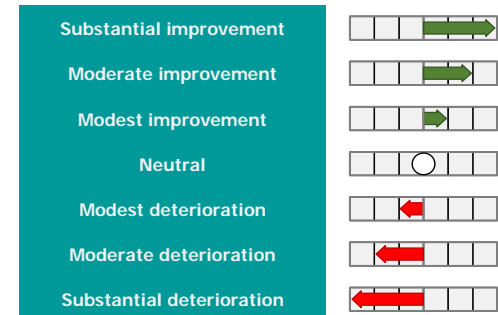 Substantial improvement
Moderate improvement
Modest improvement
Neutral
Modest deterioration
Moderate deterioration
Substantial deterioration